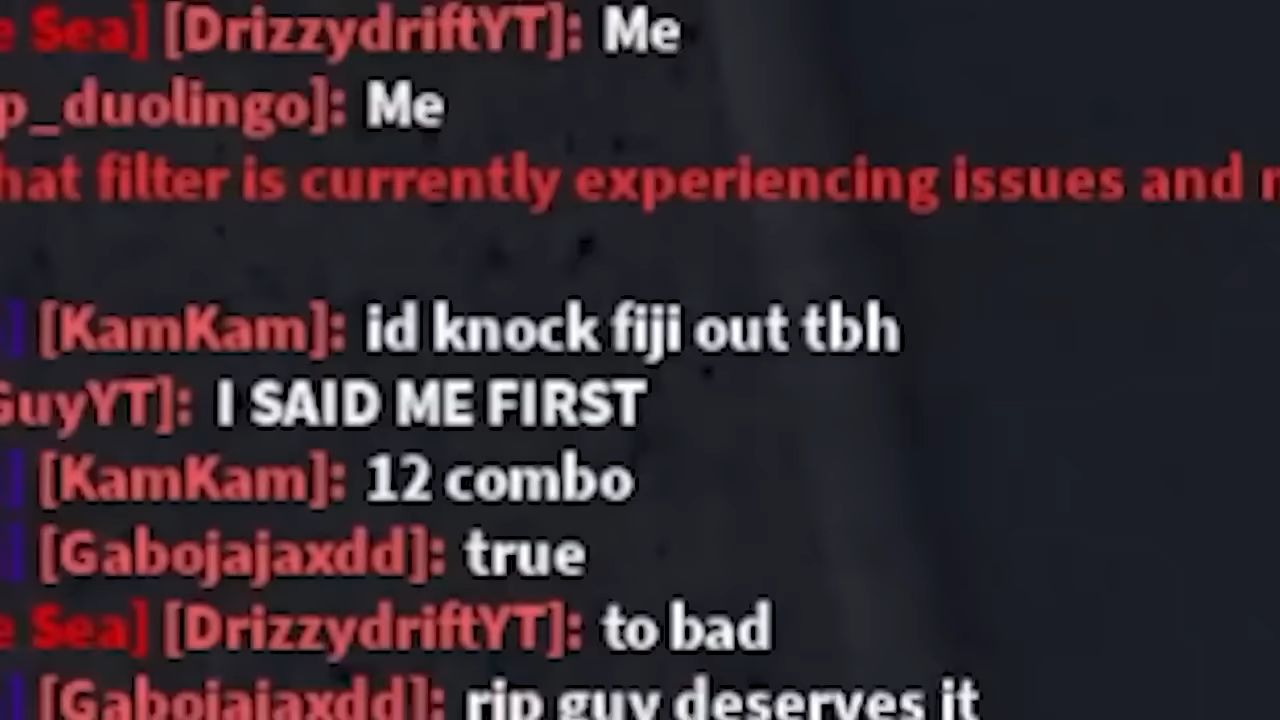 e Sea] [DrizzydriftYT]: Me
p_duolingo]: Me
hat filter is currently experiencing issues and r
[KamKam]: id knock fiji out tbh
GuyYT]: I SAID ME FIRST
] [KamKam]: 12 combo
] [Gabojajaxdd]: true
e Sea] [DrizzydriftYT]: to bad
] [Gabojajaxdd]: rip guy deserves it